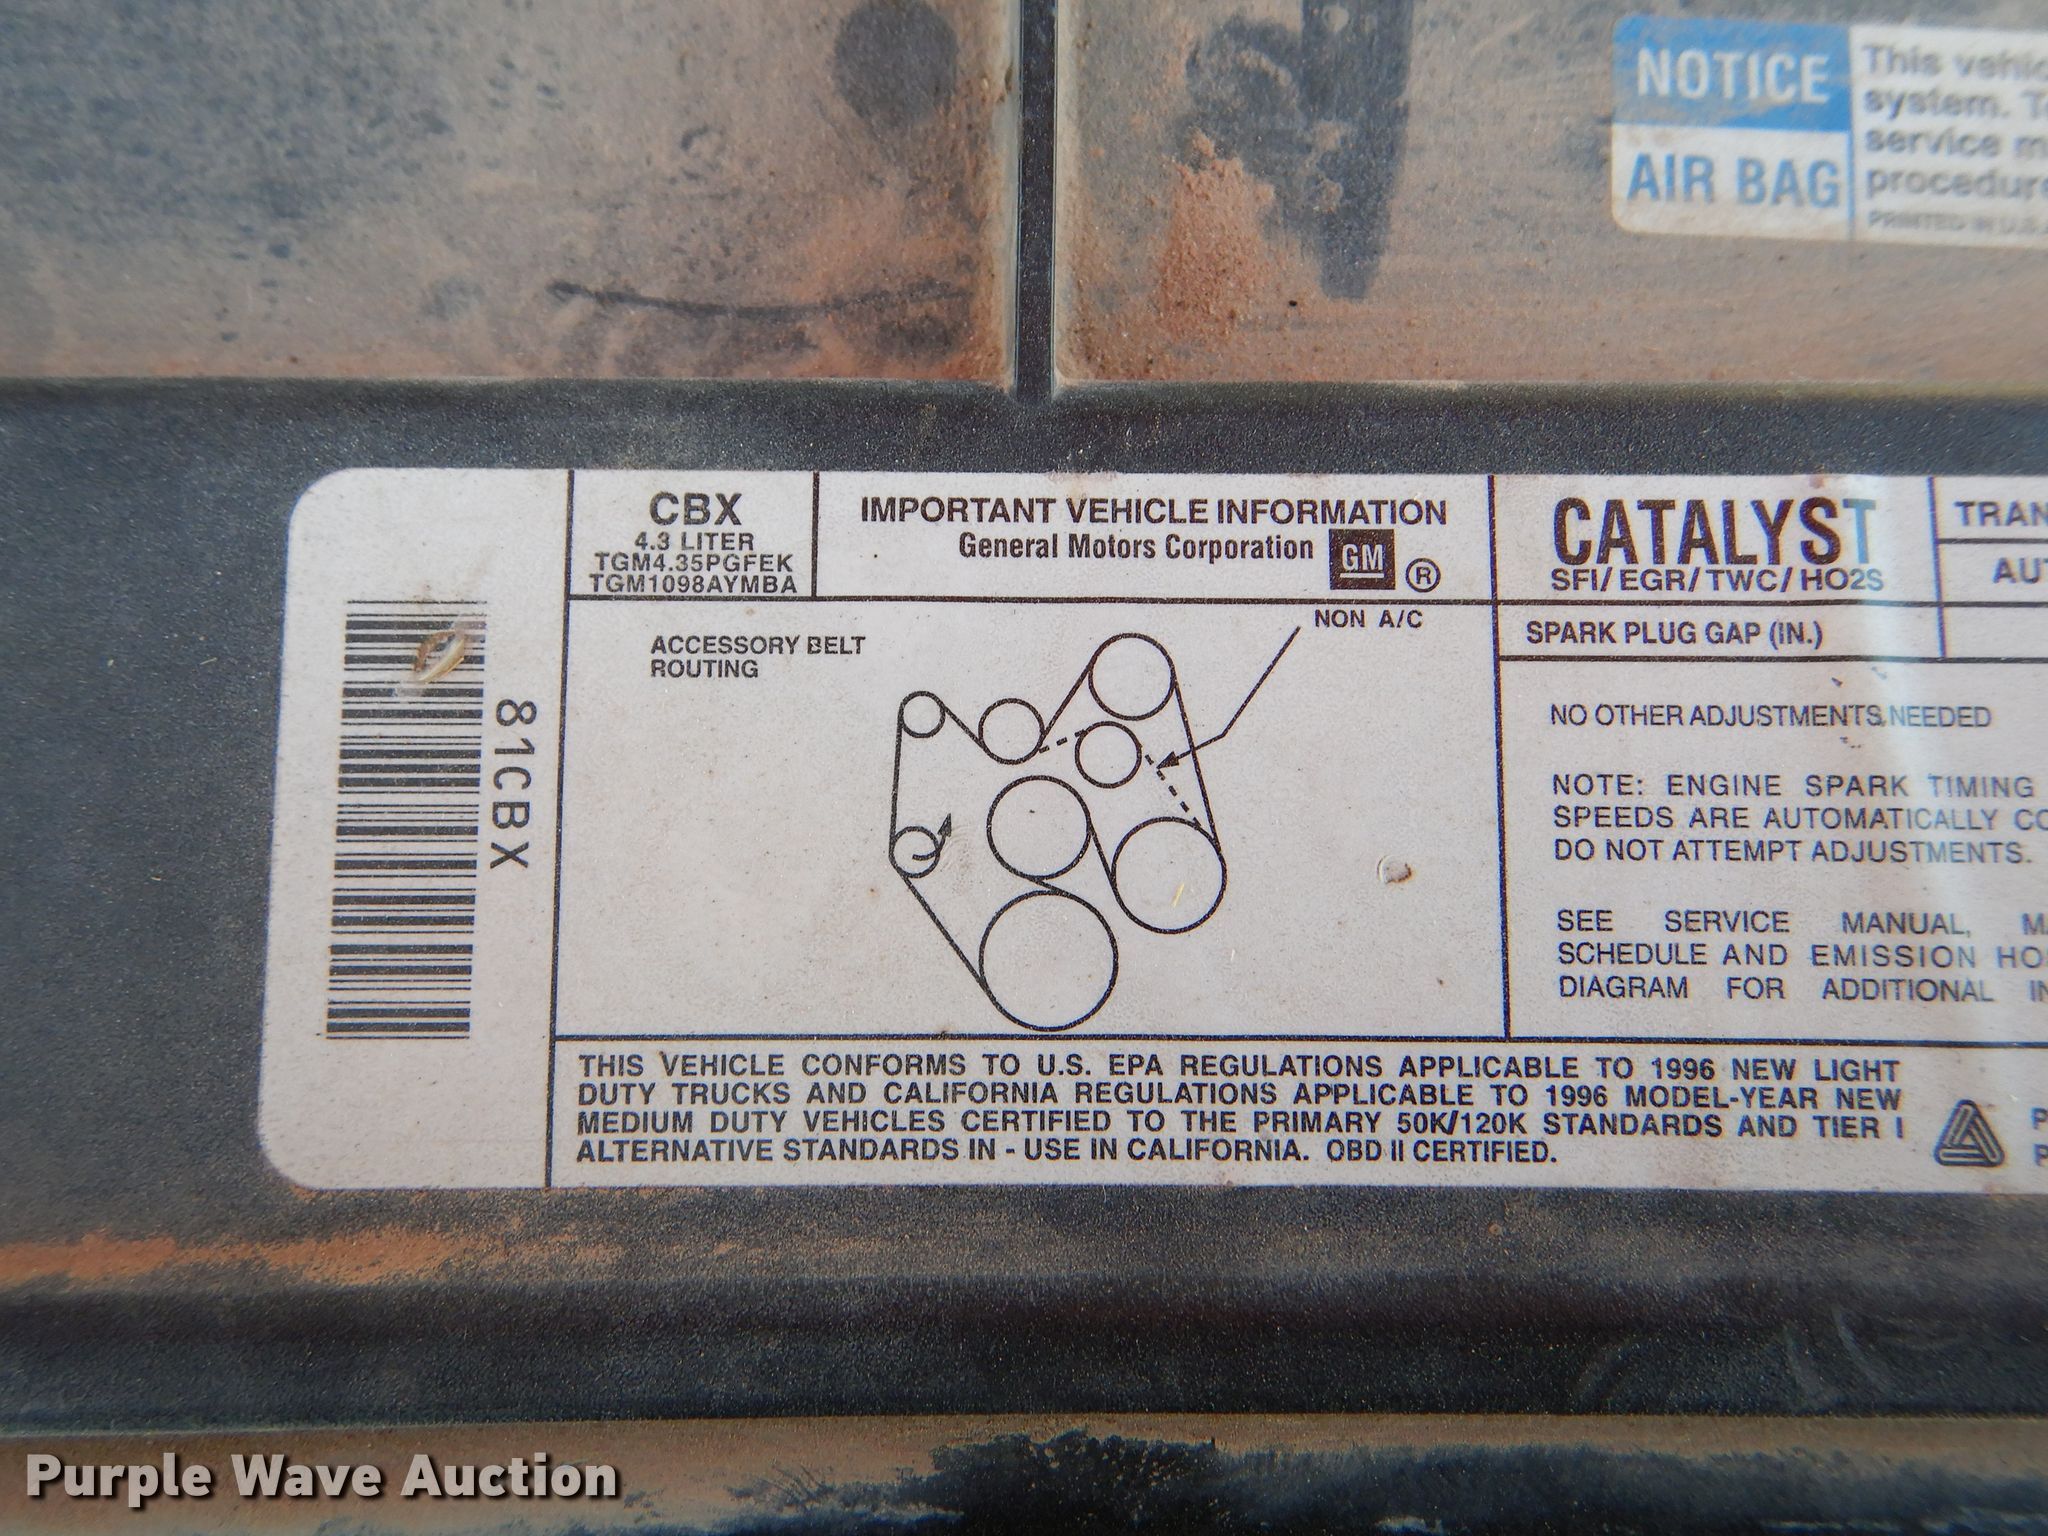 NOTICE
AIR BAG
This
system.
service
PRINTED IN U.S.A
81CBX
CBX
4.3 LITER
TGM4.35PGFEK
TGM1098AYMBA
IMPORTANT VEHICLE INFORMATION
General Motors Corporation GM ®
CATALYST
SFI/EGR/TWC/HO2S
ACCESSORY BELT
ROUTING
NON A/C
SPARK PLUG GAP (IN.)
NO OTHER ADJUSTMENTS NEEDED
NOTE: ENGINE SPARK TIMING
SPEEDS ARE AUTOMATICALLY
DO NOT ATTEMPT ADJUSTMENTS.
SEE SERVICE MANUAL,
SCHEDULE AND EMISSION
DIAGRAM FOR ADDITIONAL
THIS VEHICLE CONFORMS TO U.S. EPA REGULATIONS APPLICABLE TO 1996 NEW LIGHT
DUTY TRUCKS AND CALIFORNIA REGULATIONS APPLICABLE TO 1996 MODEL-YEAR NEW
MEDIUM DUTY VEHICLES CERTIFIED TO THE PRIMARY 50K/120K STANDARDS AND TIER I
ALTERNATIVE STANDARDS IN - USE IN CALIFORNIA. OBD II CERTIFIED.
Purple Wave Auction